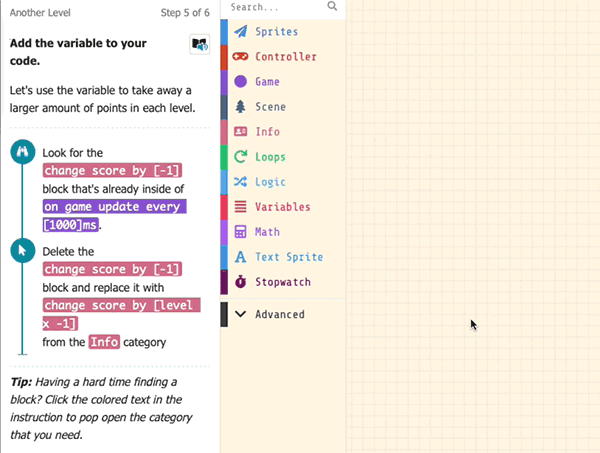 Another Level Step 5 of 6
Add the variable to your
code.
Let's use the variable to take away a
larger amount of points in each level.
Look for the
change score by [-1]
block that's already inside of
on game update every
[1000]ms.
Delete the
change score by [-1]
block and replace it with
change score by [level
x -1]
from the Info category
Tip: Having a hard time finding a
block? Click the colored text in the
instruction to pop open the category
that you need.
Search...
Sprites
Controller
Game
Scene
Info
Loops
Logic
Variables
Math
Text Sprite
Stopwatch
Advanced